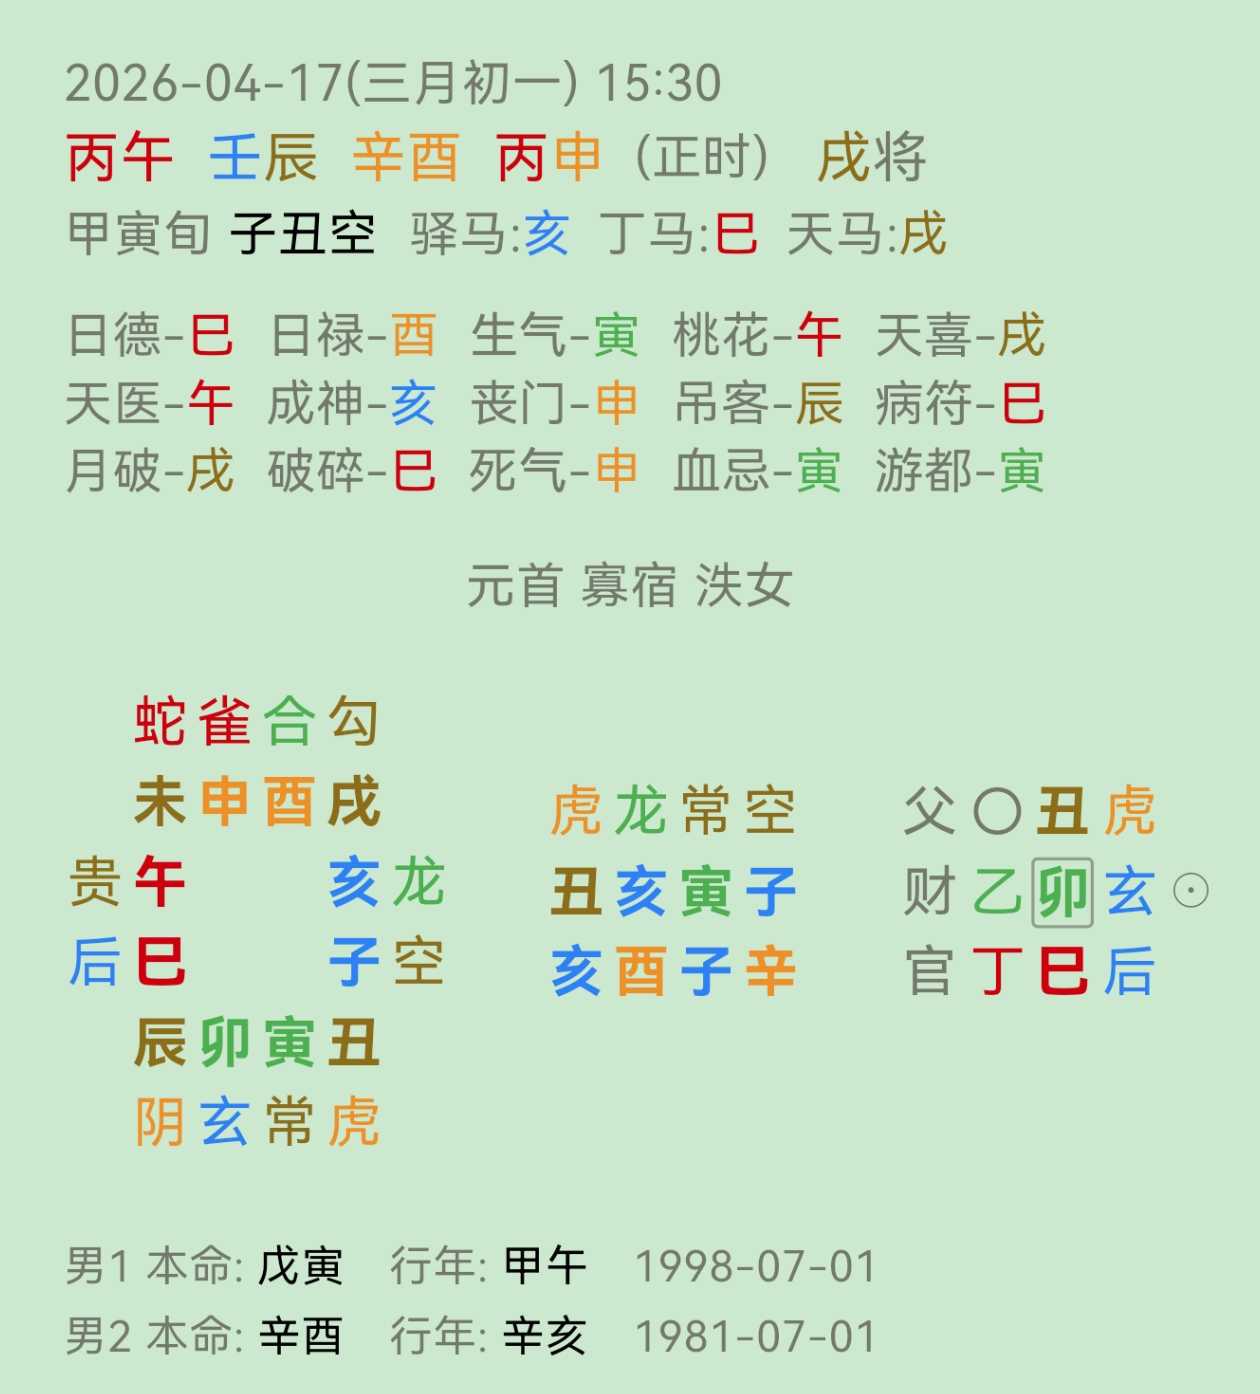 2026-04-17(三月初一) 15:30
丙午 壬辰 辛酉 丙申 (正时) 戌将
甲寅旬 子丑空 驿马:亥 丁马:巳 天马:戌
日德-巳 日禄-酉 生气-寅 桃花-午 天喜-戌
天医-午 成神-亥 丧门-申 吊客-辰 病符-巳
月破-戌 破碎-巳 死气-申 血忌-寅 游都-寅
元首 寡宿 泆女
蛇雀合勾
未申酉戌
贵午 亥龙
后巳 子空
辰卯寅丑
阴玄常虎
虎龙常空
丑亥寅子
亥酉子辛
父〇丑虎
财乙卯玄☉
官丁巳后
男1 本命: 戊寅 行年: 甲午 1998-07-01
男2 本命: 辛酉 行年: 辛亥 1981-07-01